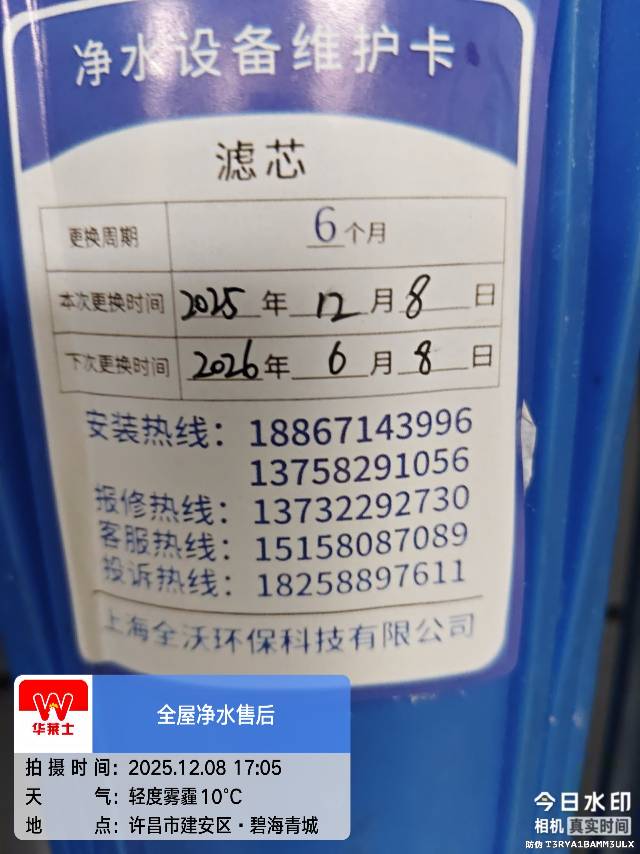 净水设备维护卡
滤芯
更换周期 6个月
本次更换时间 2025年12月8日
下次更换时间 2026年6月8日
安装热线：18867143996
13758291056
报修热线：13732292730
客服热线：15158087089
投诉热线：18258897611
上海全沃环保科技有限公司
华莱士
全屋净水售后
拍摄时间：2025.12.08 17:05
天气：轻度雾霾10℃
地点：许昌市建安区·碧海青城
今日水印
相机 真实时间
防伪 T3RYA1BAMM3ULX